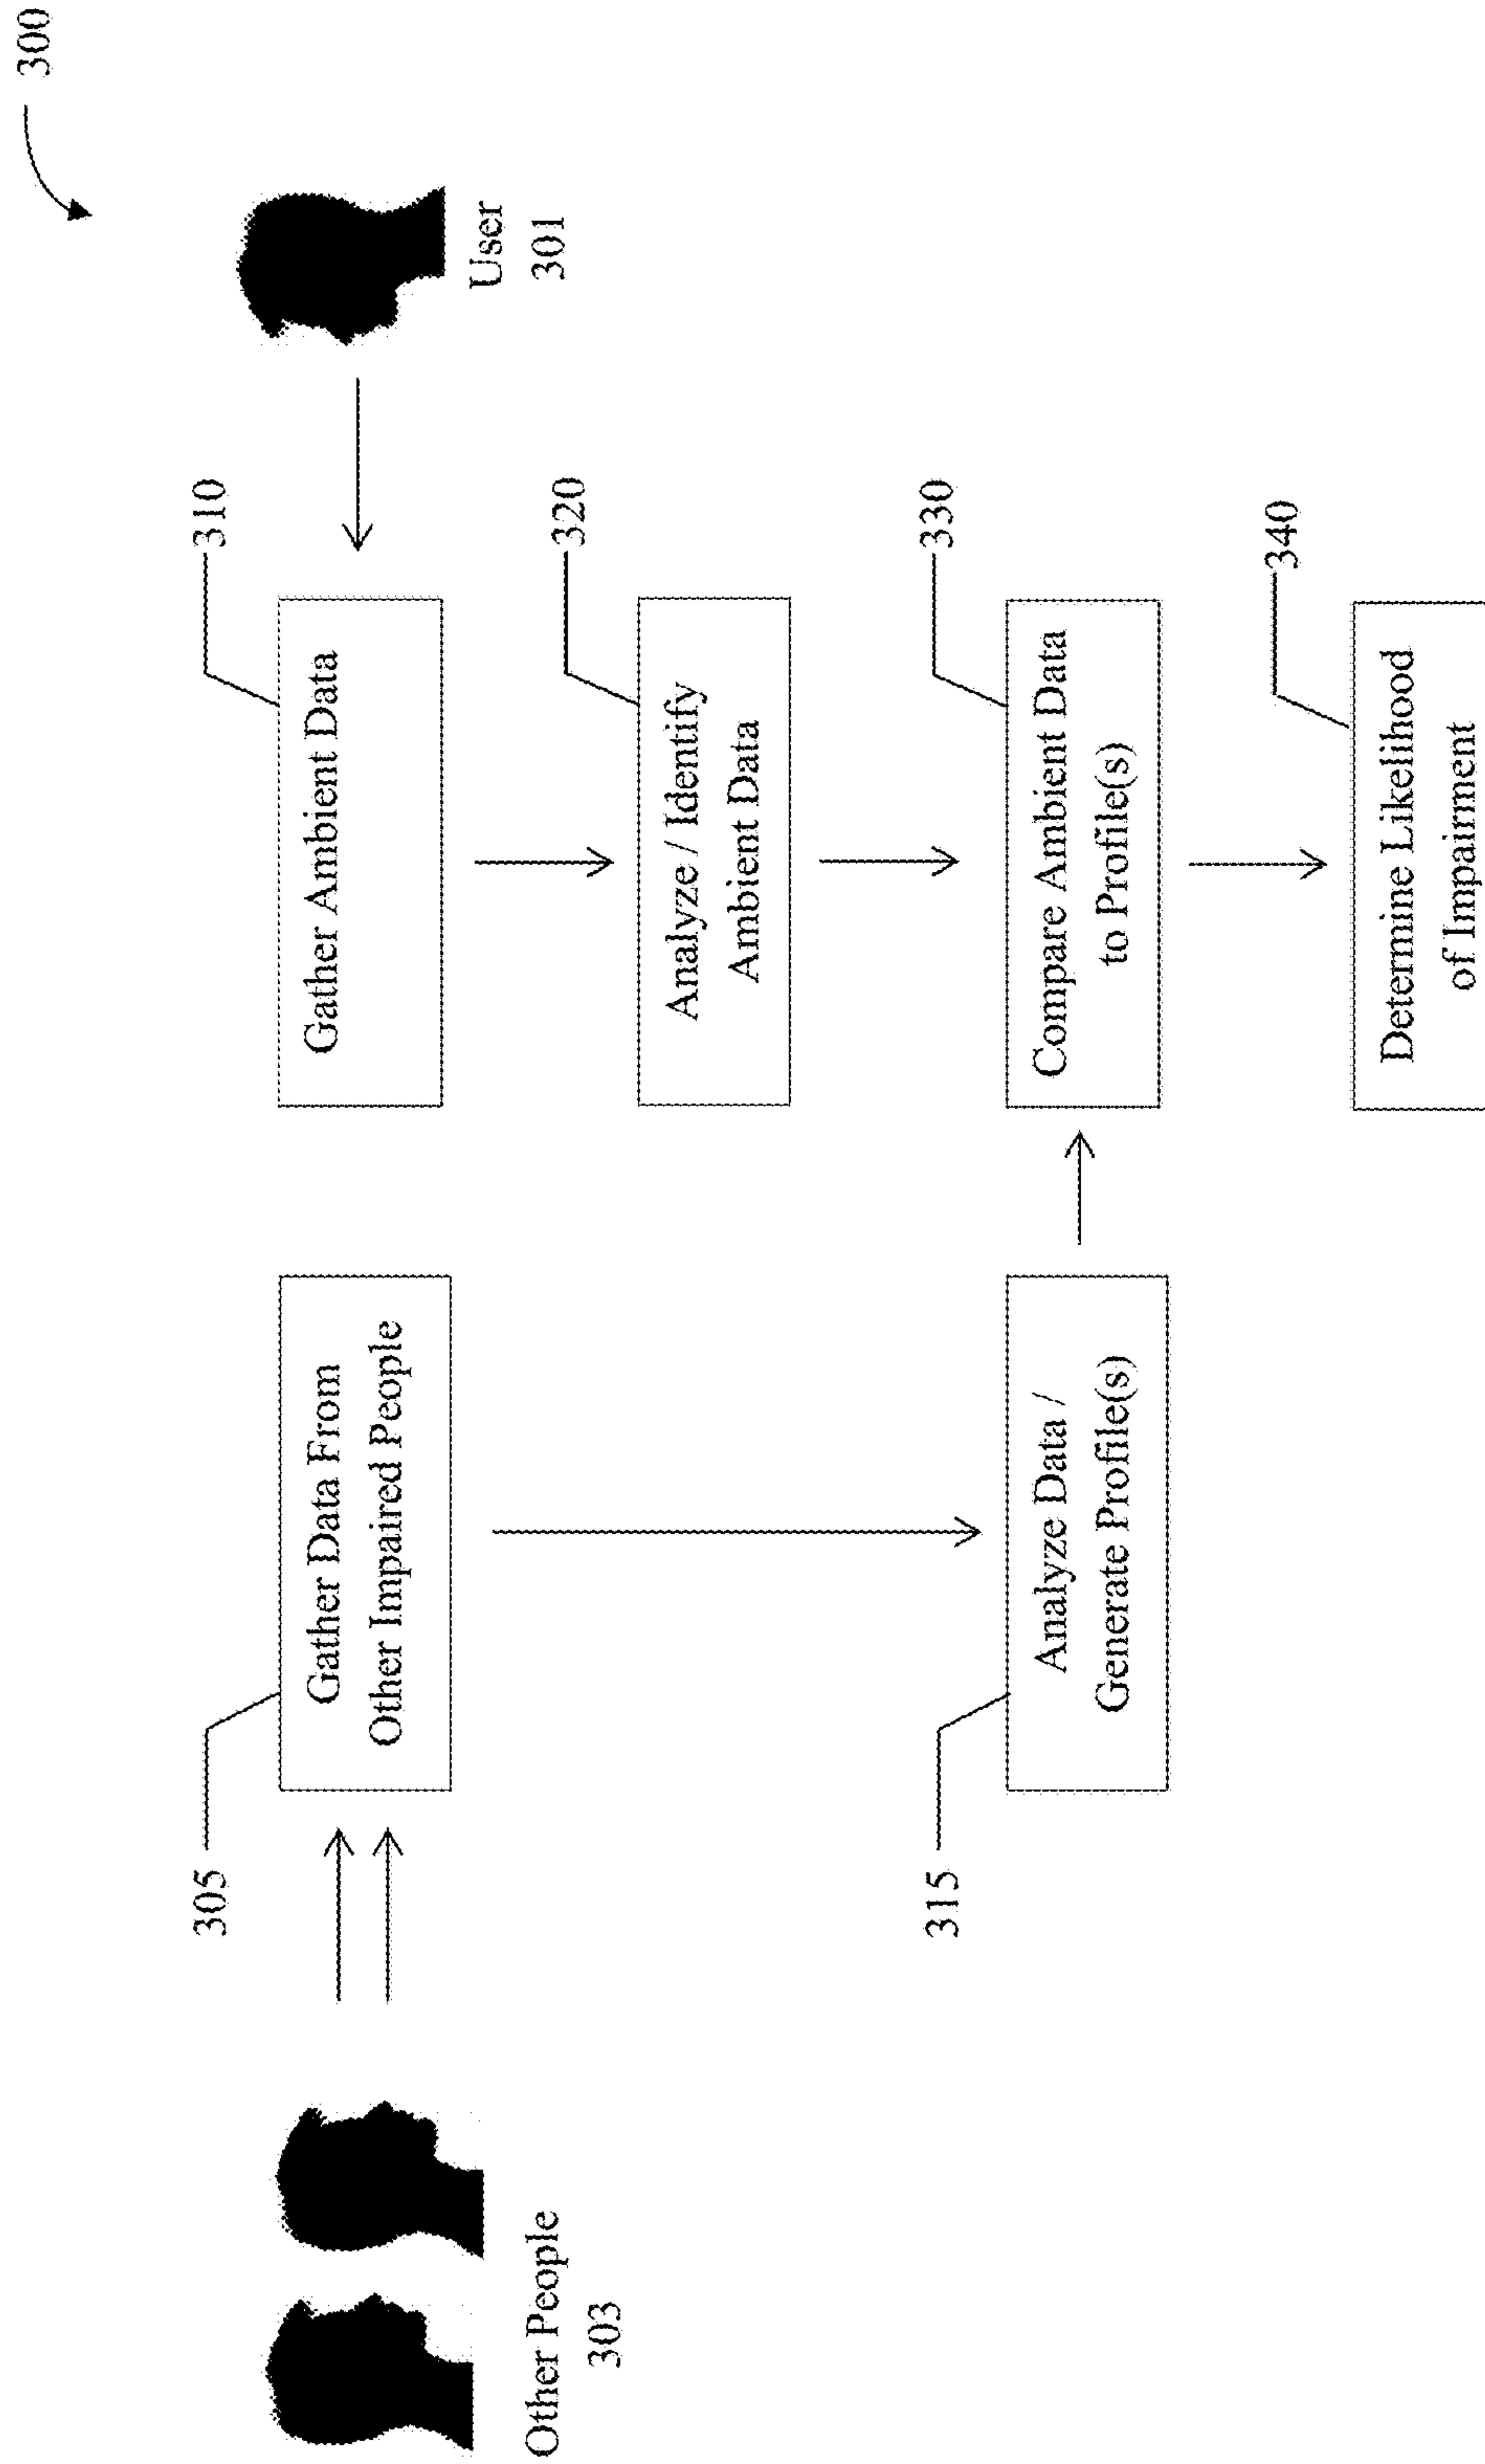 300
Other People
303
305
Gather Data From
Other Impaired People
310
Gather Ambient Data
User
301
320
Analyze / Identify
Ambient Data
315
Analyze Data /
Generate Profile(s)
330
Compare Ambient Data
to Profile(s)
340
Determine Likelihood
of Impairment